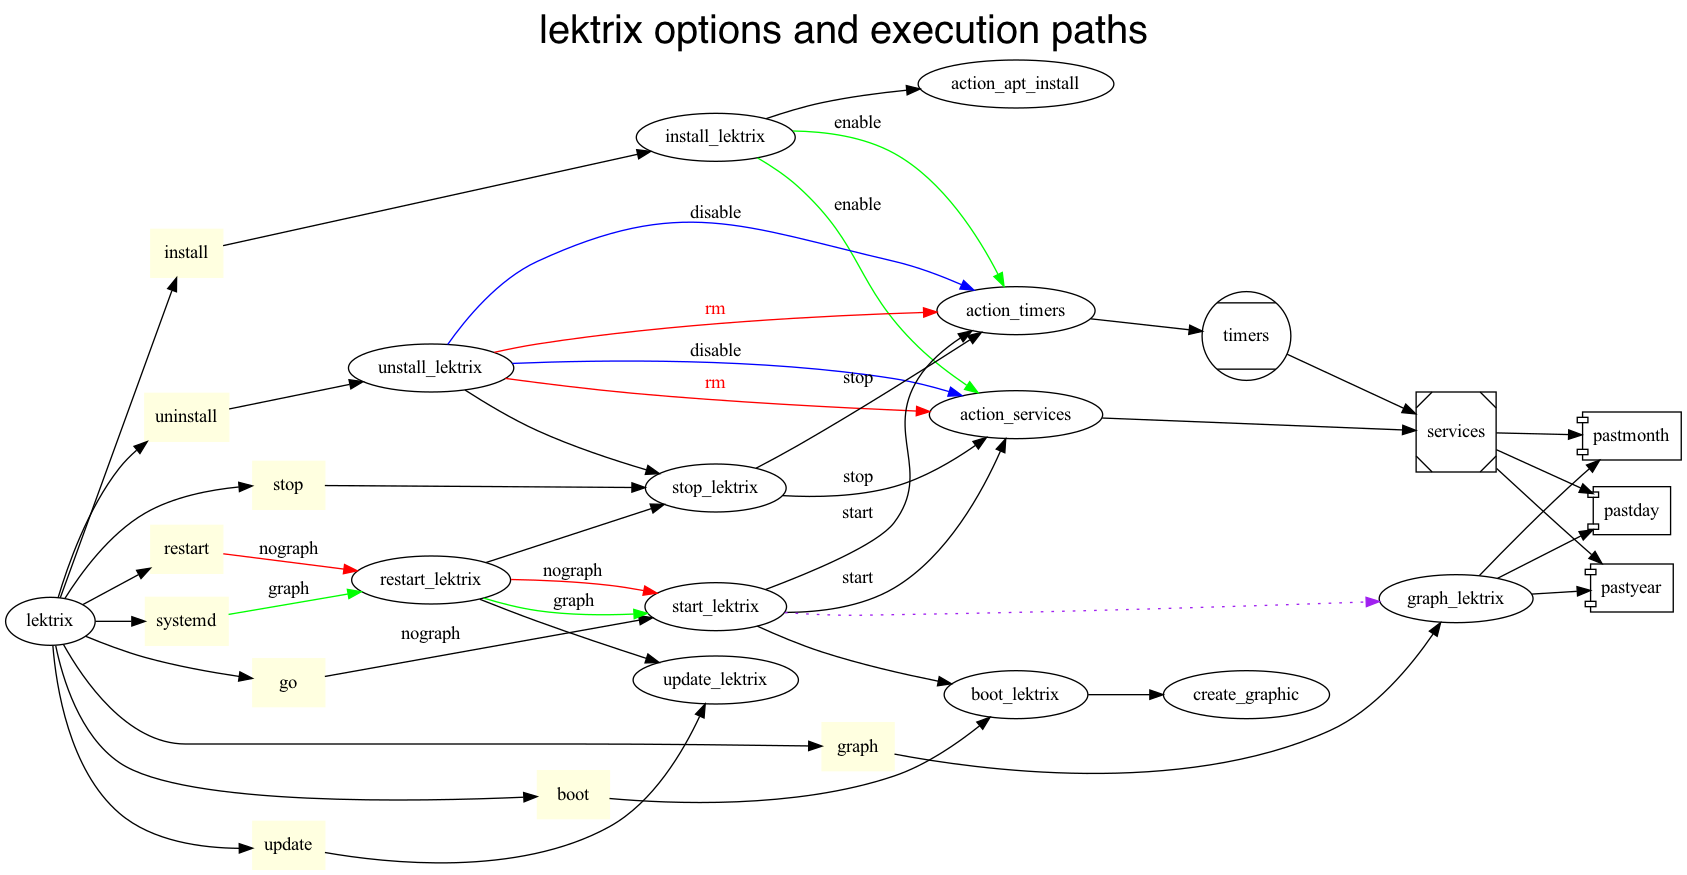 lektrix options and execution paths
action_apt_install
install_lektrix
enable
enable
disable
install
rm
action_timers
timers
disable
unstall_lektrix
stop
rm
uninstall
action_services
services
pastmonth
stop
stop
stop_lektrix
start
pastday
restart
nograph
nograph
restart_lektrix
start
graph
graph
pastyear
graph_lektrix
start_lektrix
lektrix
systemd
nograph
go
update_lektrix
boot_lektrix
create_graphic
graph
boot
update